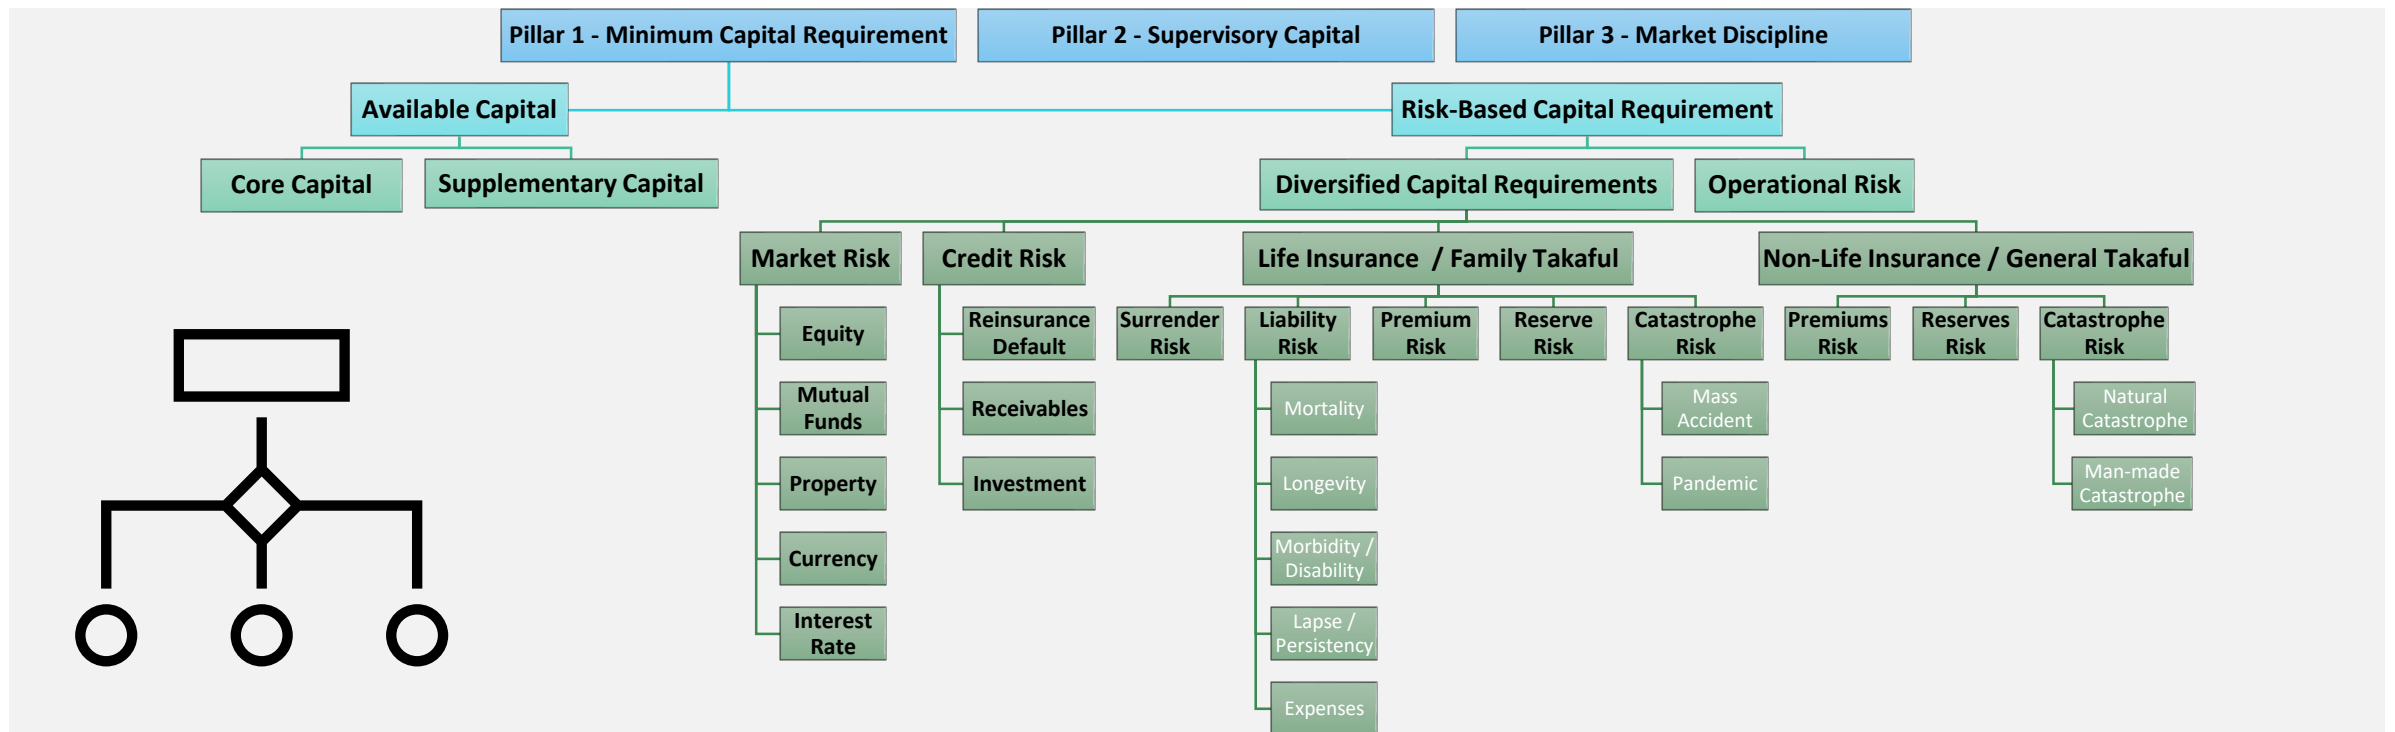 Pillar 1 - Minimum Capital Requirement
Pillar 2 - Supervisory Capital
Pillar 3 - Market Discipline
Available Capital
Risk-Based Capital Requirement
Core Capital
Supplementary Capital
Diversified Capital Requirements
Operational Risk
Market Risk
Credit Risk
Life Insurance / Family Takaful
Non-Life Insurance / General Takaful
Equity
Mutual
Funds
Property
Currency
Interest
Rate
Reinsurance
Default
Receivables
Investment
Surrender
Risk
Liability
Risk
Mortality
Longevity
Morbidity /
Disability
Lapse /
Persistency
Expenses
Premium
Risk
Reserve
Risk
Catastrophe
Risk
Mass
Accident
Pandemic
Premiums
Risk
Reserves
Risk
Catastrophe
Risk
Natural
Catastrophe
Man-made
Catastrophe